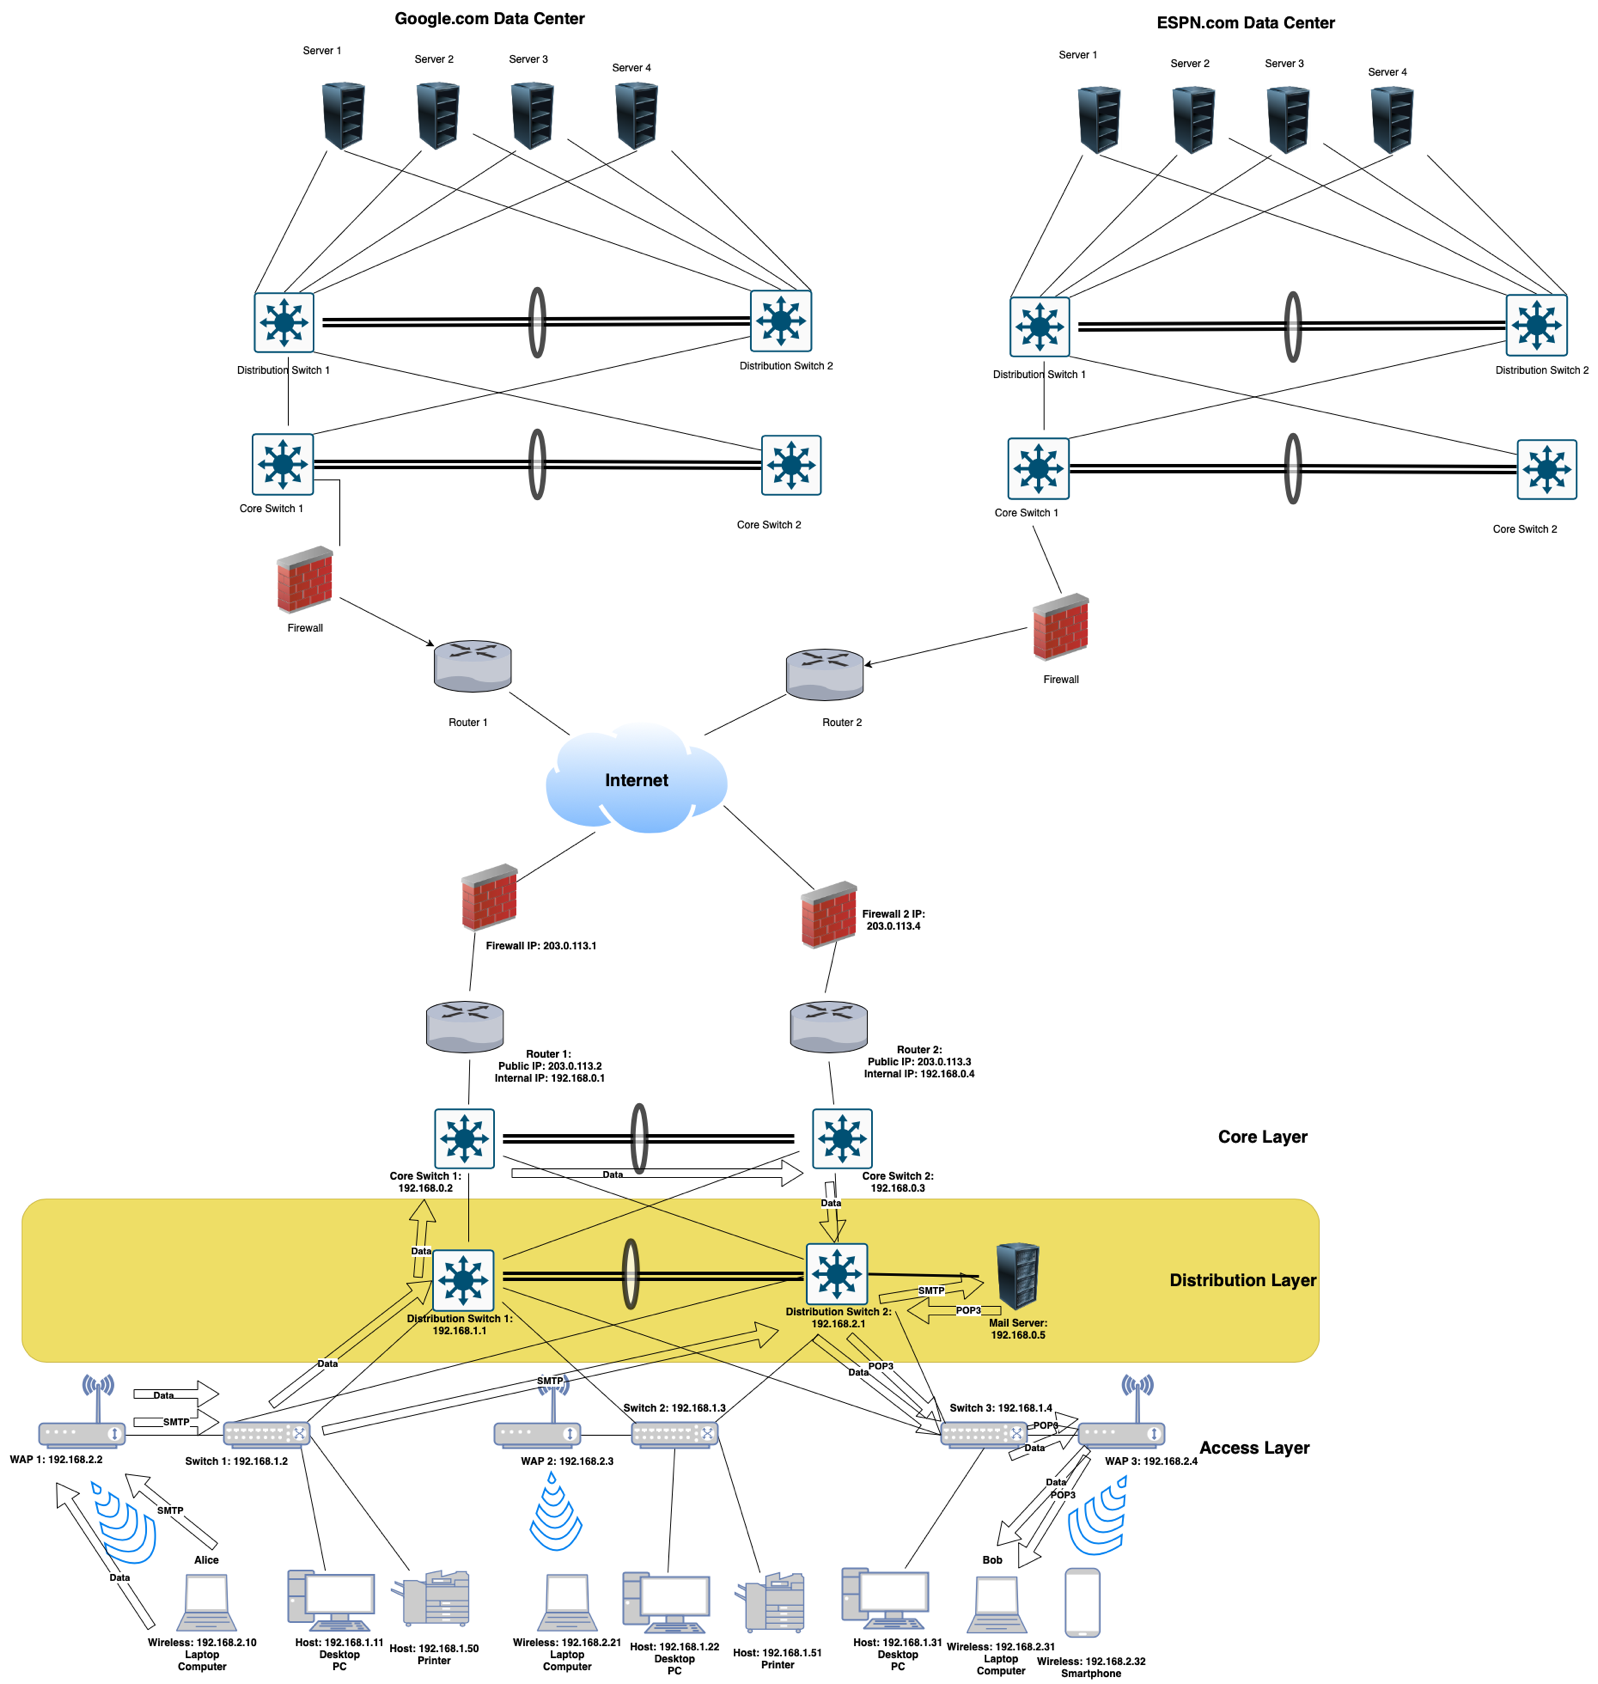 Google.com Data Center
ESPN.com Data Center
Server 1
Server 2
Server 3
Server 4
Server 1
Server 2
Server 3
Server 4
Distribution Switch 1
Distribution Switch 2
Distribution Switch 1
Distribution Switch 2
Core Switch 1
Core Switch 2
Core Switch 1
Core Switch 2
Firewall
Firewall
Router 1
Router 2
Internet
Firewall IP: 203.0.113.1
Firewall 2 IP:
203.0.113.4
Router 1:
Public IP: 203.0.113.2
Internal IP: 192.168.0.1
Router 2:
Public IP: 203.0.113.3
Internal IP: 192.168.0.4
Core Layer
Core Switch 1:
192.168.0.2
Data
Core Switch 2:
192.168.0.3
Data
Data
Distribution Layer
SMTP
POP3
Distribution Switch 1:
192.168.1.1
Distribution Switch 2:
192.168.2.1
Mail Server:
192.168.0.5
Data
POP3
Data
SMTP
Data
SMTP
Switch 2: 192.168.1.3
Switch 3: 192.168.1.4
POP3
Data
Access Layer
WAP 1: 192.168.2.2
Switch 1: 192.168.1.2
WAP 2: 192.168.2.3
WAP 3: 192.168.2.4
Data
POP3
SMTP
Alice
Bob
Data
Wireless: 192.168.2.10
Laptop
Computer
Host: 192.168.1.11
Desktop
PC
Host: 192.168.1.50
Printer
Wireless: 192.168.2.21
Laptop
Computer
Host: 192.168.1.22
Desktop
PC
Host: 192.168.1.51
Printer
Host: 192.168.1.31
Desktop
PC
Wireless: 192.168.2.31
Laptop
Computer
Wireless: 192.168.2.32
Smartphone